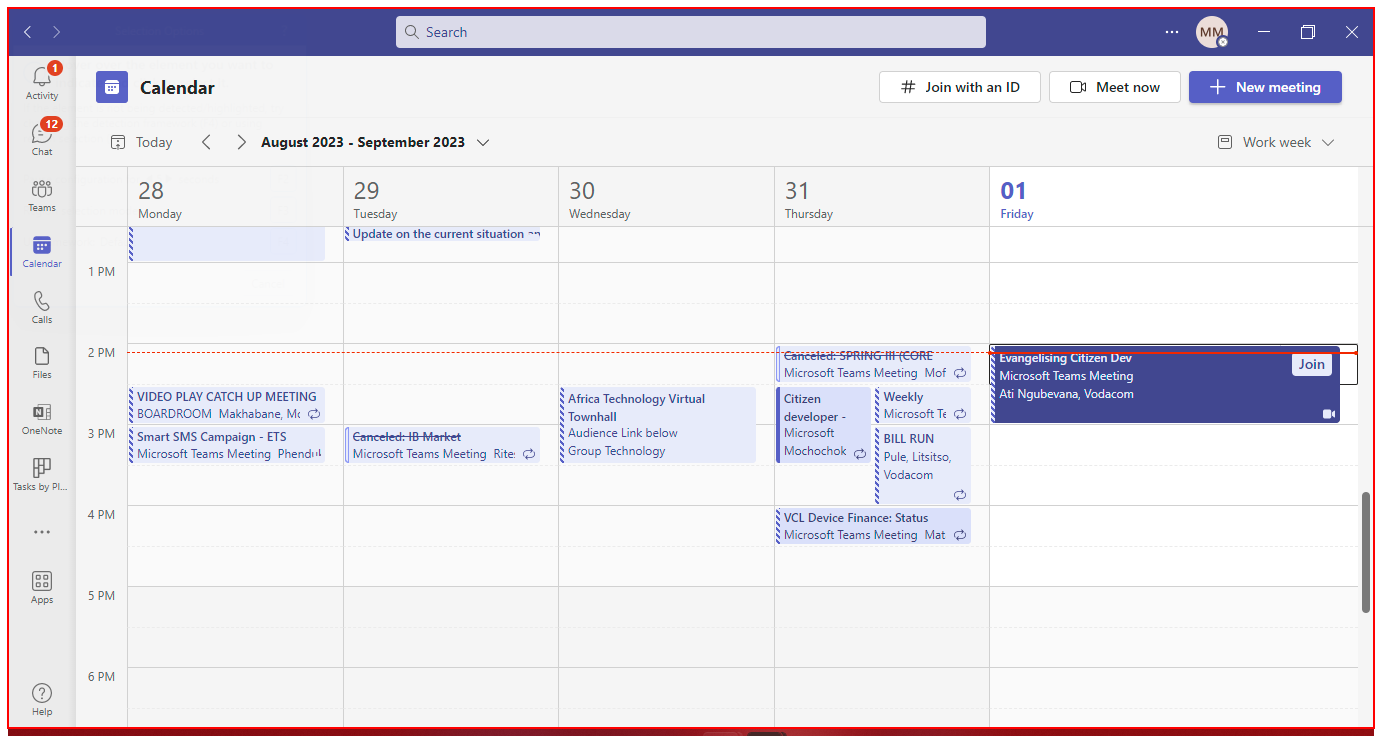 Search
MM
1
Activity
12
Chat
Teams
Calendar
Calls
Files
OneNote
Tasks by Pl...
Apps
Help
Calendar
Join with an ID
Meet now
New meeting
Today
August 2023 - September 2023
Work week
28
Monday
29
Tuesday
30
Wednesday
31
Thursday
01
Friday
1 PM
2 PM
3 PM
4 PM
5 PM
6 PM
VIDEO PLAY CATCH UP MEETING
BOARDROOM Makhabane, Mc
Smart SMS Campaign - ETS
Microsoft Teams Meeting
Update on the current situation
Canceled: IB Market
Microsoft Teams Meeting
Africa Technology Virtual
Townhall
Audience Link below
Group Technology
Canceled: SPRING III (CORE
Microsoft Teams Meeting Mof
Citizen
developer -
Microsoft
Mochochok
Weekly
Microsoft Te
BILL RUN
Pule, Litsitso,
Vodacom
VCL Device Finance: Status
Microsoft Teams Meeting Mat
Evangelising Citizen Dev
Microsoft Teams Meeting
Ati Ngubevana, Vodacom
Join